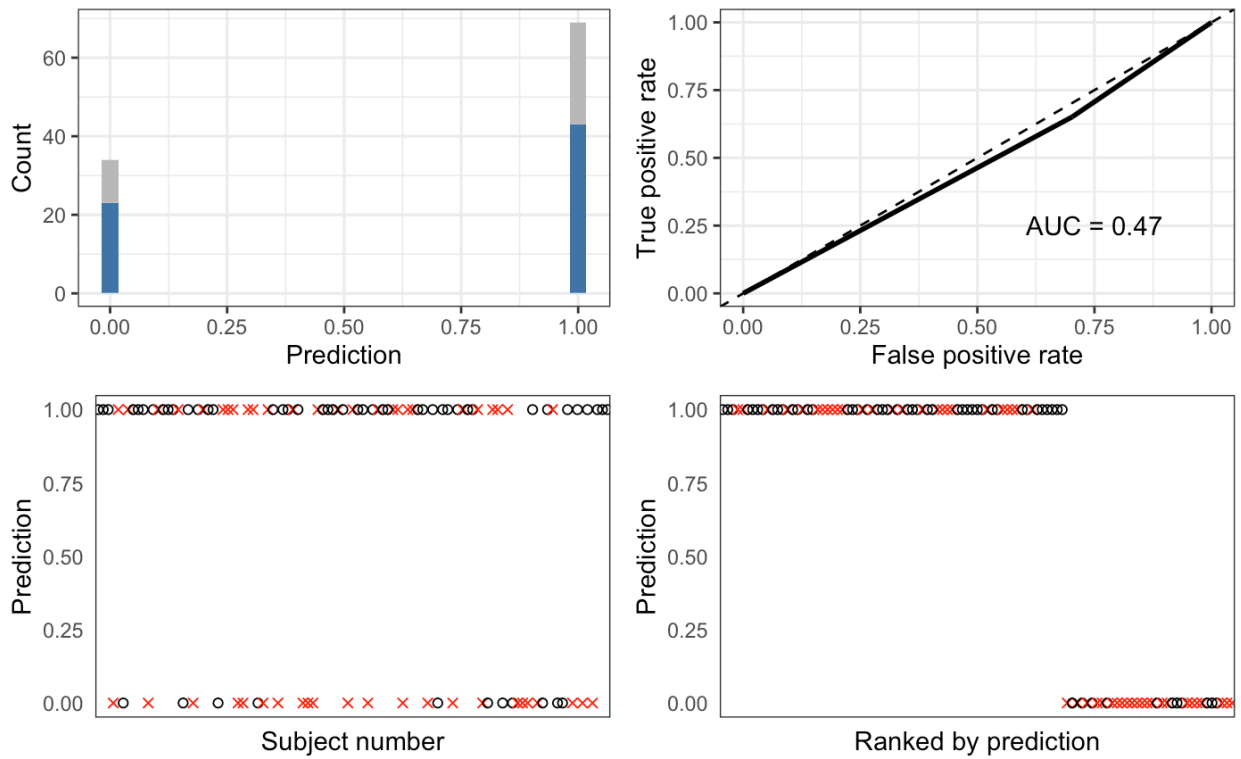 60
40
20
0
Count
0.00 0.25 0.50 0.75 1.00
Prediction
1.00
0.75
0.50
0.25
0.00
True positive rate
AUC = 0.47
0.00 0.25 0.50 0.75 1.00
False positive rate
1.00
0.75
0.50
0.25
0.00
Prediction
Subject number
1.00
0.75
0.50
0.25
0.00
Prediction
Ranked by prediction